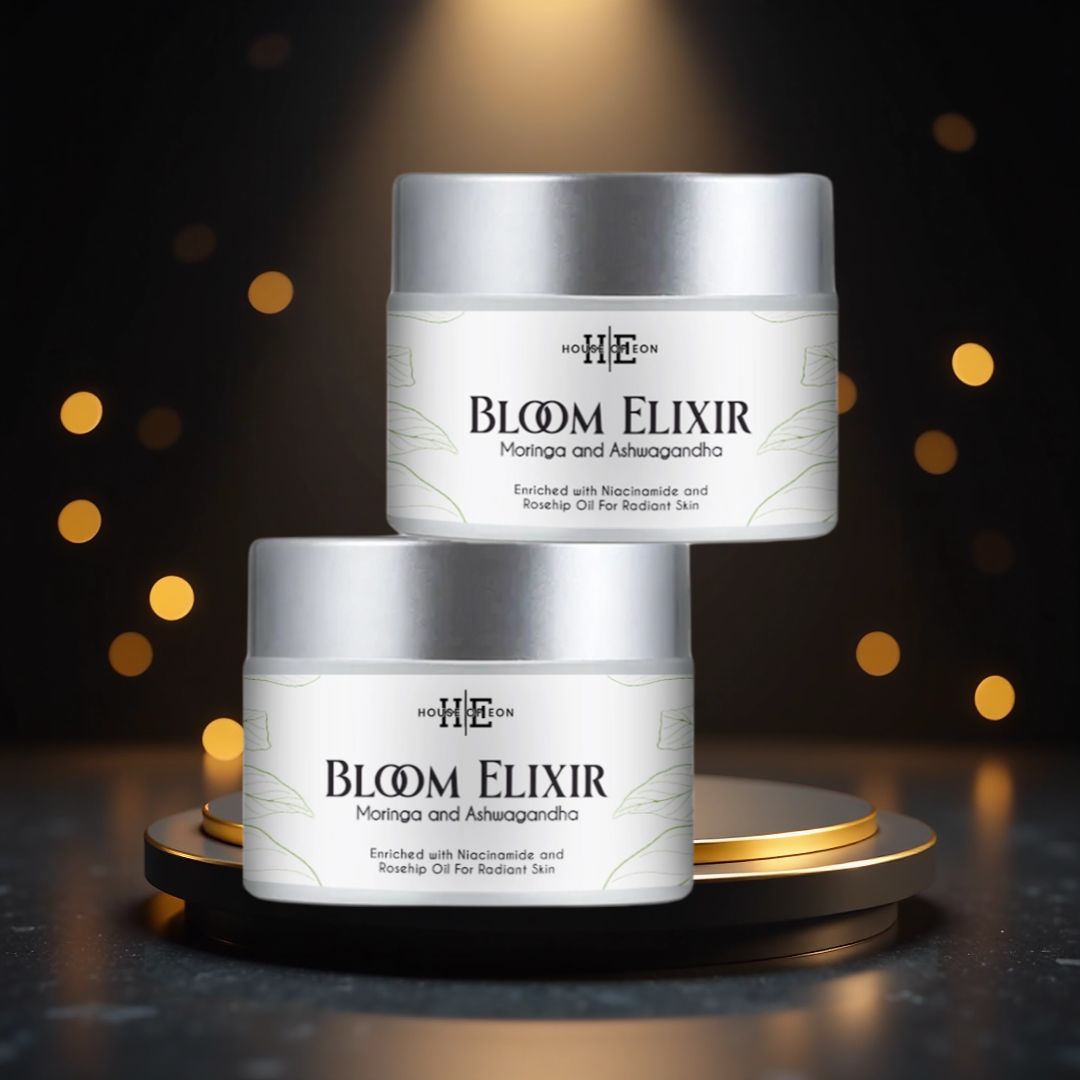 HE
HOUSE OF EON
BLOOM ELIXIR
Moringa and Ashwagandha
Enriched with Niacinamide and
Rosehip Oil For Radiant Skin
HE
HOUSE OF EON
BLOOM ELIXIR
Moringa and Ashwagandha
Enriched with Niacinamide and
Rosehip Oil For Radiant Skin